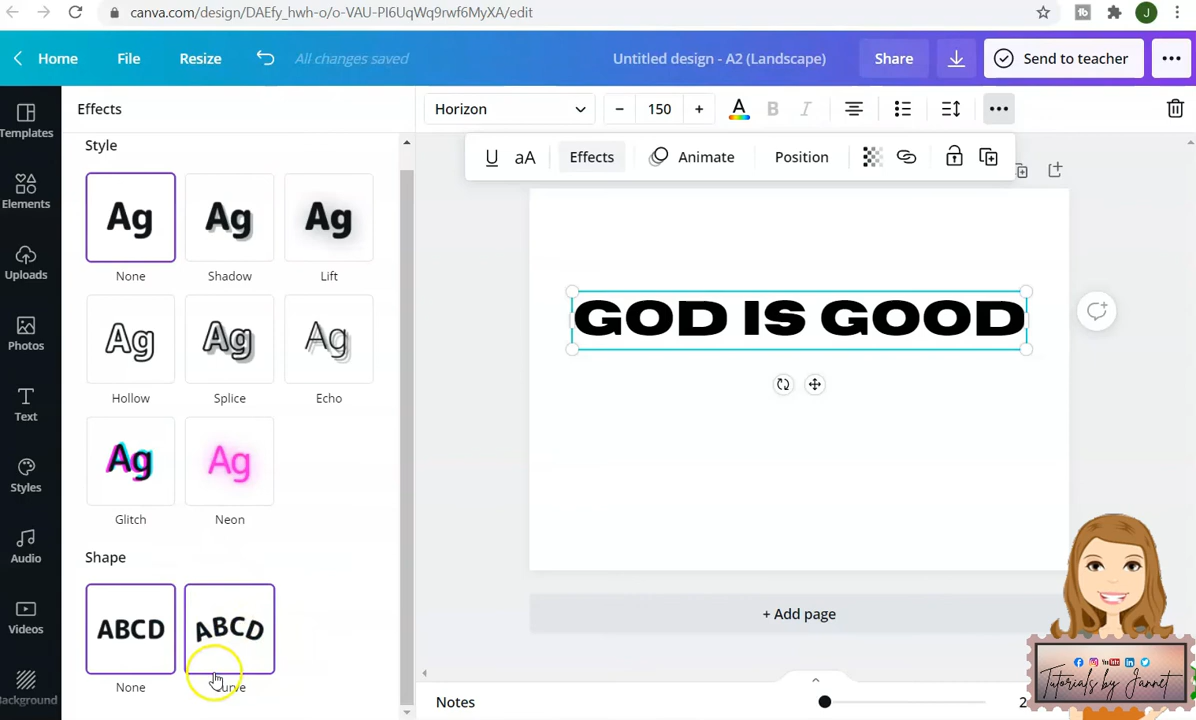 canva.com/design/DAEfy_hwh-o/o-VAU-PI6UqWq9rwf6MyXA/edit
J
Home
File
Resize
All changes saved
Untitled design - A2 (Landscape)
Share
Send to teacher
Templates
Elements
Uploads
Photos
Text
Styles
Audio
Videos
Background
Effects
Style
Ag
Ag
Ag
None
Shadow
Lift
Ag
Ag
Ag
Hollow
Splice
Echo
Ag
Ag
Glitch
Neon
Shape
ABCD
ABCD
None
Curve
Horizon
150
A
B
I
U
aA
Effects
Animate
Position
GOD IS GOOD
+ Add page
Notes
Tutorials by Jannet